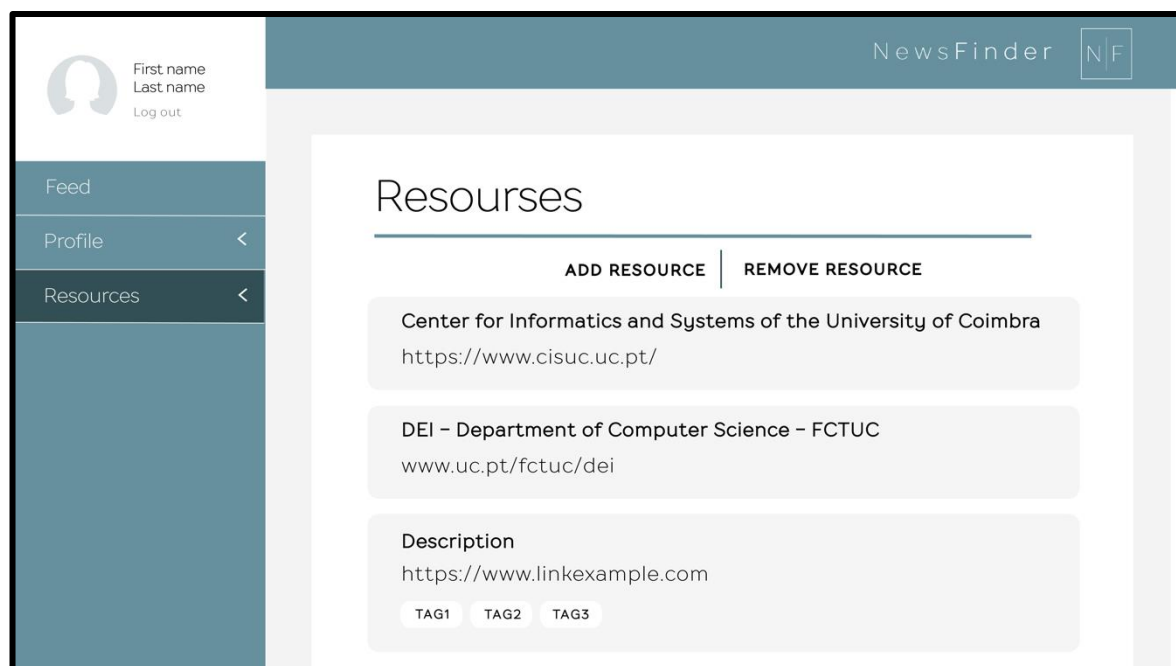 First name
Last name
Log out
NewsFinder
N|F
Feed
Profile
Resources
Resourses
ADD RESOURCE
REMOVE RESOURCE
Center for Informatics and Systems of the University of Coimbra
https://www.cisuc.uc.pt/
DEI – Department of Computer Science – FCTUC
www.uc.pt/fctuc/dei
Description
https://www.linkexample.com
TAG1 TAG2 TAG3